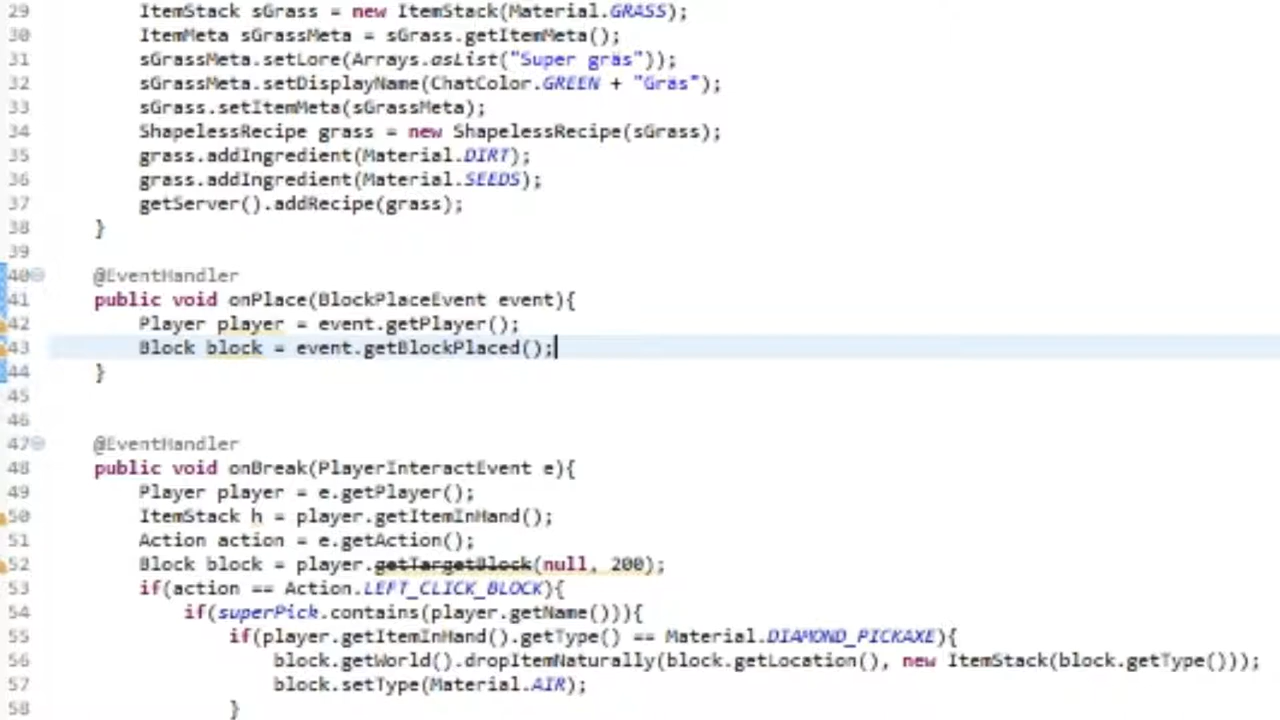 29 ItemStack sGrass = new ItemStack(Material.GRASS);
30 ItemMeta sGrassMeta = sGrass.getItemMeta();
31 sGrassMeta.setLore(Arrays.asList("Super gräs"));
32 sGrassMeta.setDisplayName(ChatColor.GREEN + "Gräs");
33 sGrass.setItemMeta(sGrassMeta);
34 ShapelessRecipe grass = new ShapelessRecipe(sGrass);
35 grass.addIngredient(Material.DIRT);
36 grass.addIngredient(Material.SEEDS);
37 getServer().addRecipe(grass);
38 }
39
40 @EventHandler
41 public void onPlace(BlockPlaceEvent event){
42 Player player = event.getPlayer();
43 Block block = event.getBlockPlaced();
44 }
45
46
47 @EventHandler
48 public void onBreak(PlayerInteractEvent e){
49 Player player = e.getPlayer();
50 ItemStack h = player.getItemInHand();
51 Action action = e.getAction();
52 Block block = player.getTargetBlock(null, 200);
53 if(action == Action.LEFT_CLICK_BLOCK){
54 if(superPick.contains(player.getName())){
55 if(player.getItemInHand().getType() == Material.DIAMOND_PICKAXE){
56 block.getWorld().dropItemNaturally(block.getLocation(), new ItemStack(block.getType()));
57 block.setType(Material.AIR);
58 }